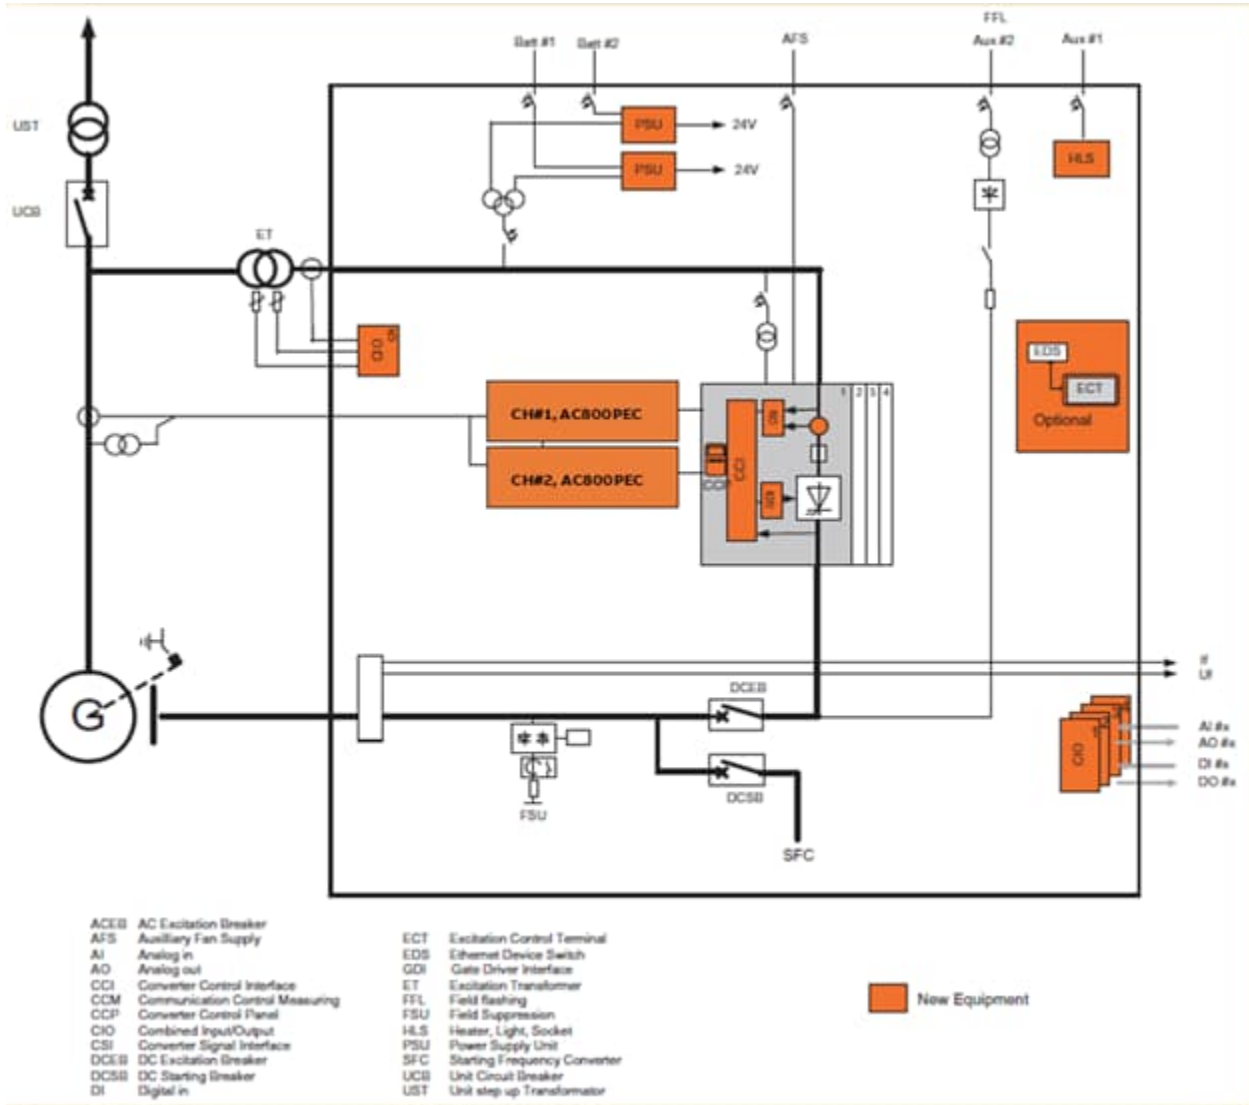 FFL
Batt #1
Batt #2
AFS
Aux #2
Aux #1
UST
PSU
24V
PSU
24V
HLS
UCB
ET
CIO
EDS
ECT
Optional
1
2
3
4
CH#1, AC800PEC
CH#2, AC800PEC
CCI
CCP
If
Uf
G
DCEB
DCSB
FSU
SFC
CIO
AI #x
AO #x
DI #x
DO #x
ACEB AC Excitation Breaker
AFS Auxiliary Fan Supply
AI Analog in
AO Analog out
CCI Converter Control Interface
CCM Communication Control Measuring
CCP Converter Control Panel
CIO Combined Input/Output
CSI Converter Signal Interface
DCEB DC Excitation Breaker
DCSB DC Starting Breaker
DI Digital in
ECT Excitation Control Terminal
EDS Ethernet Device Switch
GDI Gate Driver Interface
ET Excitation Transformer
FFL Field flashing
FSU Field Suppression
HLS Heater, Light, Socket
PSU Power Supply Unit
SFC Starting Frequency Converter
UCB Unit Circuit Breaker
UST Unit step up Transformator
New Equipment